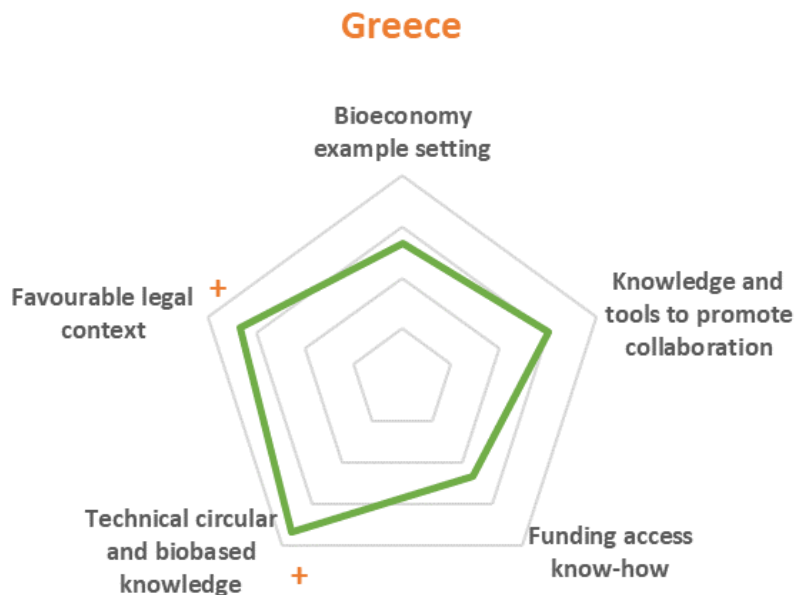 Greece
Bioeconomy
example setting
+
Favourable legal
context
Knowledge and
tools to promote
collaboration
Technical circular
and biobased
knowledge
+
Funding access
know-how